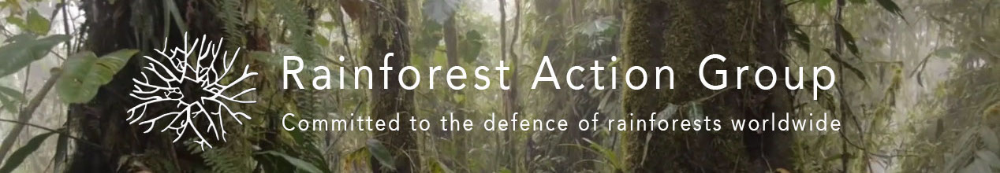 Rainforest Action Group
Committed to the defence of rainforests worldwide